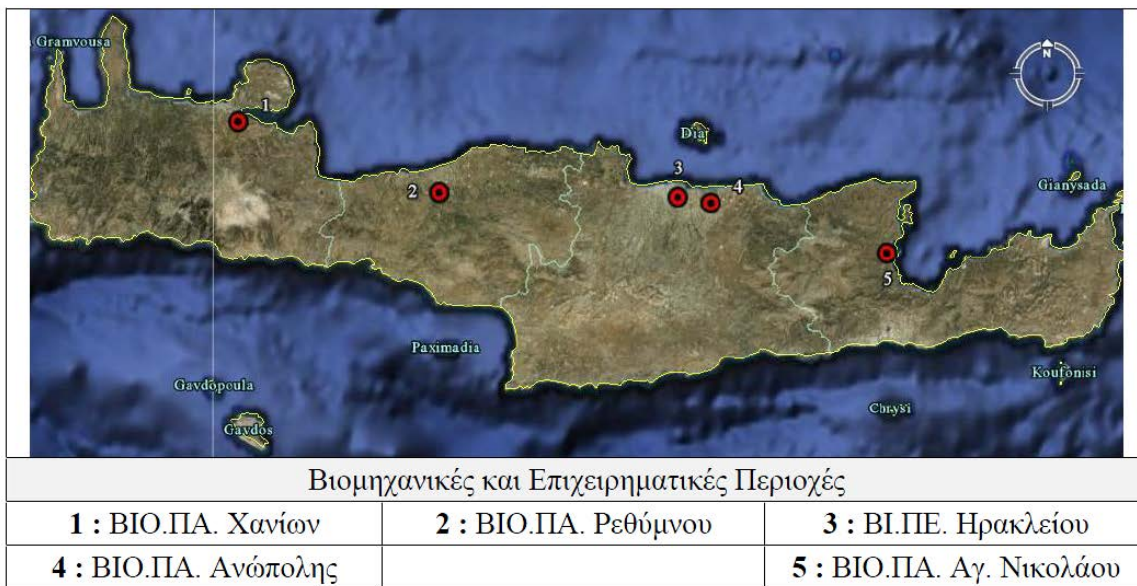 Gramvousa
N
1
Dia
3
2
4
Gianysada
5
Paximadia
Gavdopoula
Koufonisi
Chrysi
Gavdos
Βιομηχανικές και Επιχειρηματικές Περιοχές
1 : ΒΙΟ.ΠΑ. Χανίων
2 : ΒΙΟ.ΠΑ. Ρεθύμνου
3 : ΒΙ.ΠΕ. Ηρακλείου
4 : ΒΙΟ.ΠΑ. Ανώπολης
5 : ΒΙΟ.ΠΑ. Αγ. Νικολάου